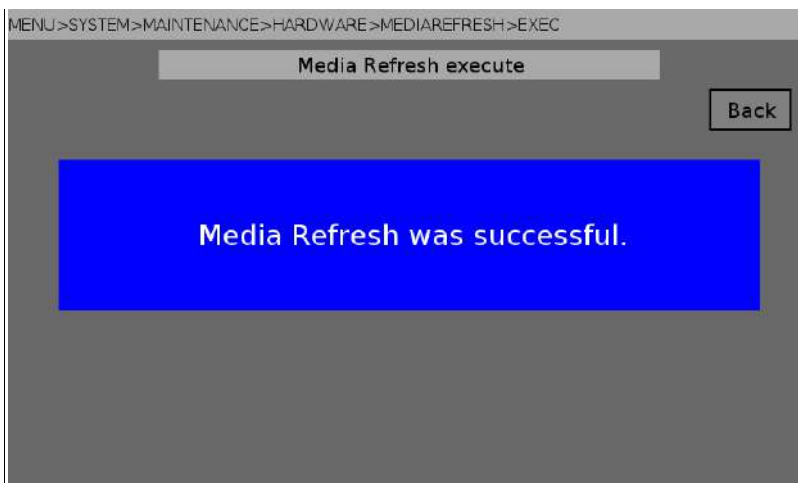 MENU>SYSTEM>MAINTENANCE>HARDWARE>MEDIAREFRESH>EXEC
Media Refresh execute
Back
Media Refresh was successful.